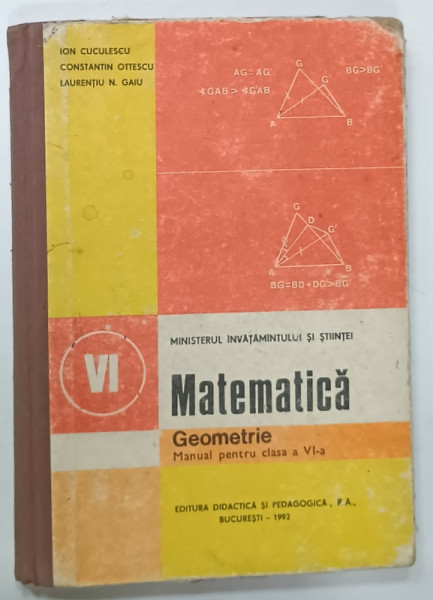 ION CUCULESCU
CONSTANTIN OTTESCU
LAURENȚIU N. GAIU
AG=AG'
BG>BG'
∢GAB > ∢G'AB
G
G'
A
B
G
D
G'
A
B
BG=BD+DG>BG'
MINISTERUL ÎNVĂȚĂMÎNTULUI ȘI ȘTIINȚEI
VI
Matematică
Geometrie
Manual pentru clasa a VI-a
EDITURA DIDACTICĂ ȘI PEDAGOGICĂ, R.A.,
BUCUREȘTI – 1992